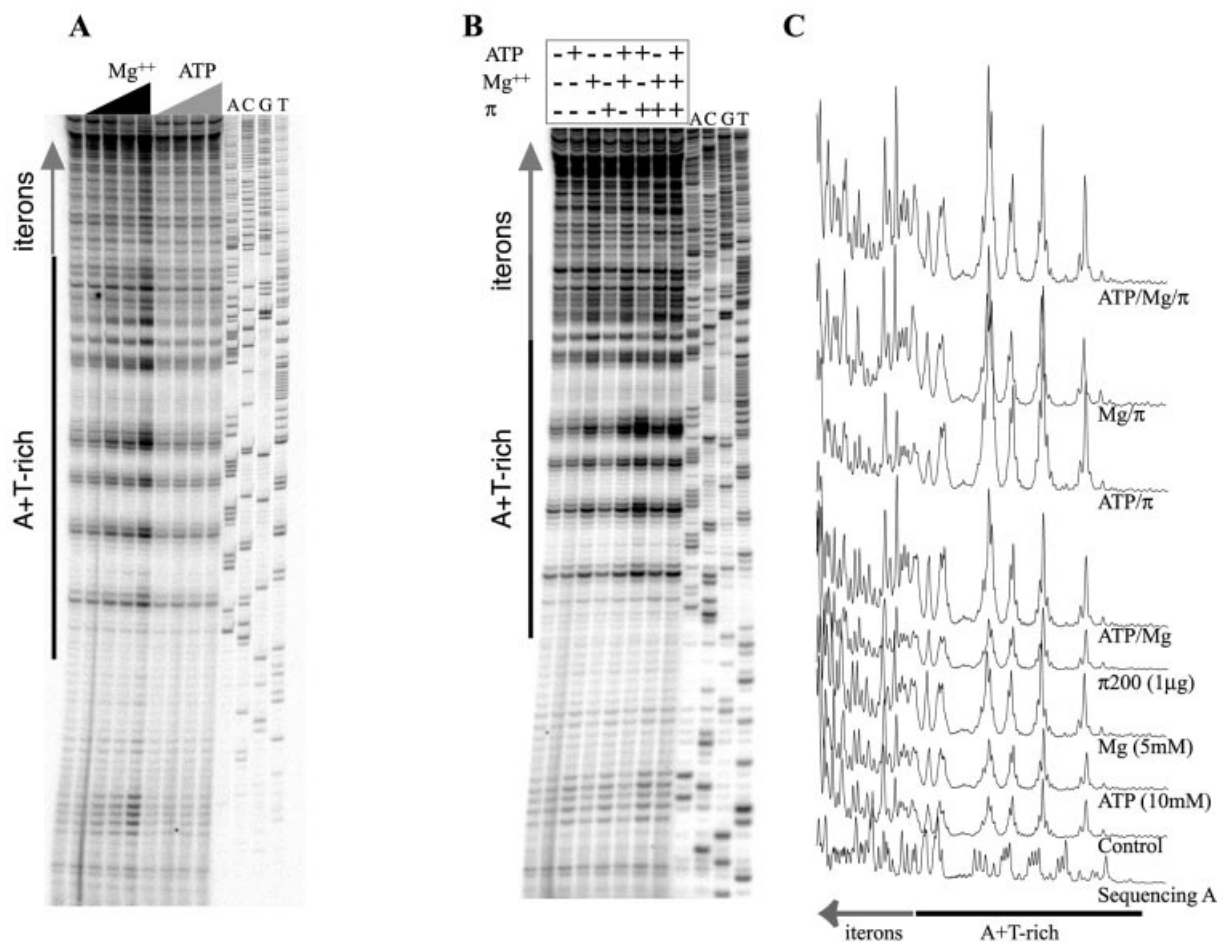 A
Mg++ ATP
A C G T
iterons
A+T-rich
B
ATP - + - - + + - +
Mg++ - - + - + - + +
π - - - + - + + +
A C G T
iterons
A+T-rich
C
ATP/Mg/π
Mg/π
ATP/π
ATP/Mg
π200 (1µg)
Mg (5mM)
ATP (10mM)
Control
Sequencing A
iterons A+T-rich